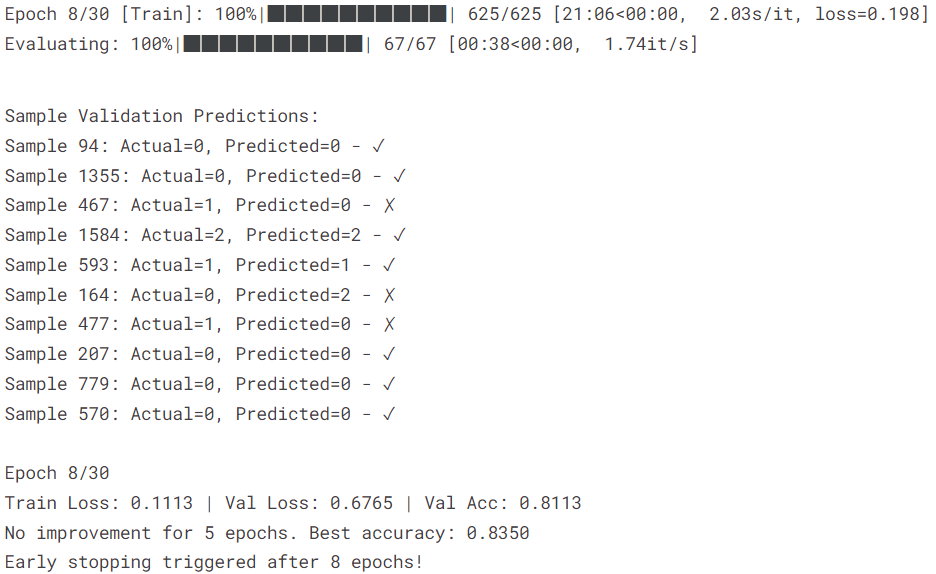 Epoch 8/30 [Train]: 100%|██████████| 625/625 [21:06<00:00,  2.03s/it, loss=0.198]
Evaluating: 100%|██████████| 67/67 [00:38<00:00,  1.74it/s]
Sample Validation Predictions:
Sample 94: Actual=0, Predicted=0 - ✓
Sample 1355: Actual=0, Predicted=0 - ✓
Sample 467: Actual=1, Predicted=0 - ✗
Sample 1584: Actual=2, Predicted=2 - ✓
Sample 593: Actual=1, Predicted=1 - ✓
Sample 164: Actual=0, Predicted=2 - ✗
Sample 477: Actual=1, Predicted=0 - ✗
Sample 207: Actual=0, Predicted=0 - ✓
Sample 779: Actual=0, Predicted=0 - ✓
Sample 570: Actual=0, Predicted=0 - ✓
Epoch 8/30
Train Loss: 0.1113 | Val Loss: 0.6765 | Val Acc: 0.8113
No improvement for 5 epochs. Best accuracy: 0.8350
Early stopping triggered after 8 epochs!